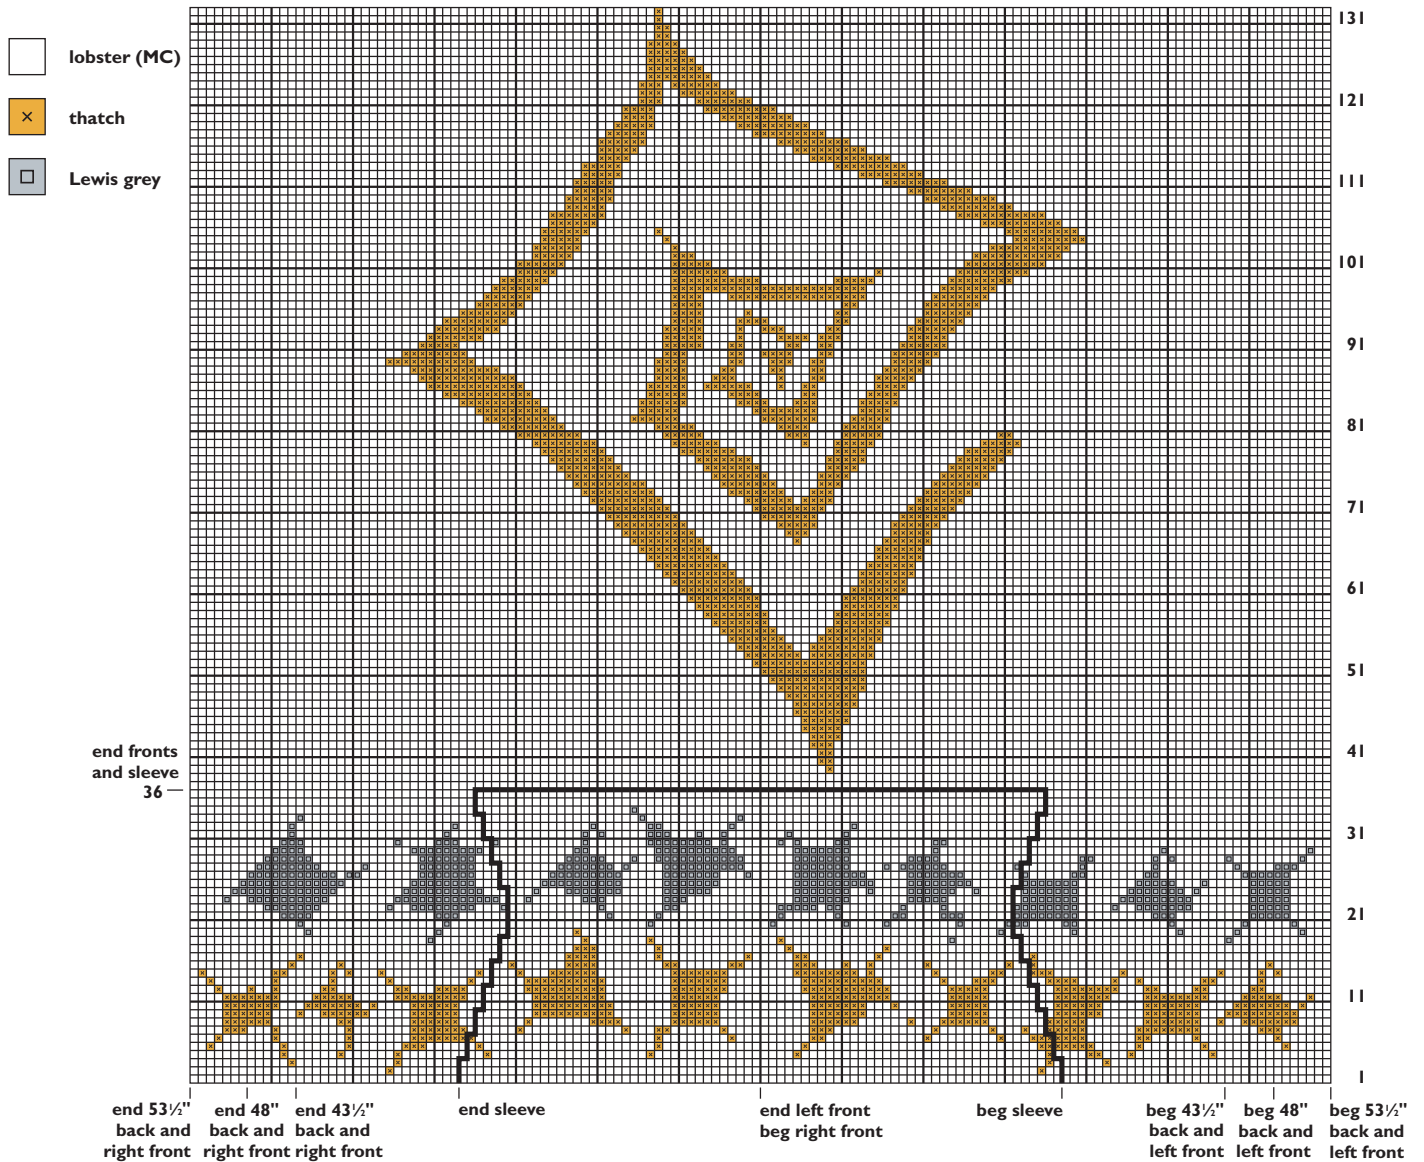 lobster (MC)
thatch
Lewis grey
131
121
111
101
91
81
71
61
51
41
31
21
11
1
end fronts
and sleeve
36
end 53½"
back and
right front
end 48"
back and
right front
end 43½"
back and
right front
end sleeve
end left front
beg right front
beg sleeve
beg 43½"
back and
left front
beg 48"
back and
left front
beg 53½"
back and
left front